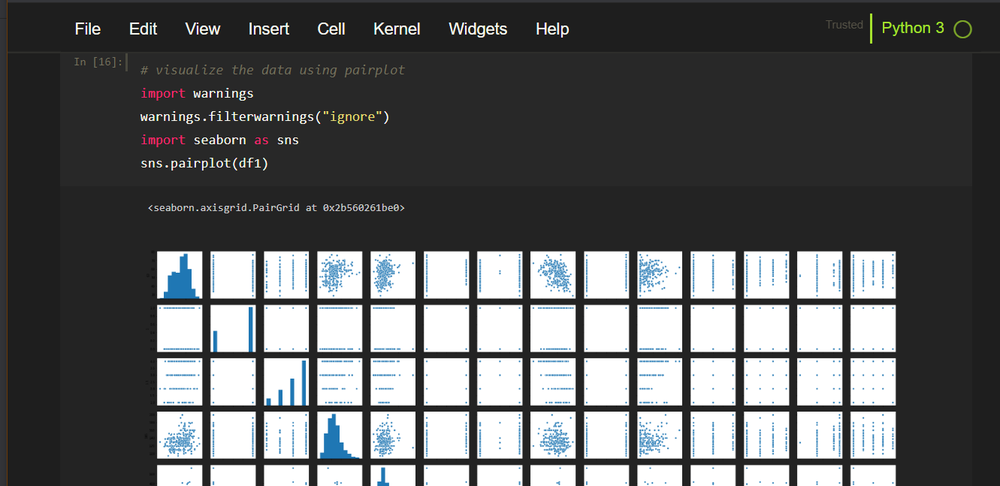 File Edit View Insert Cell Kernel Widgets Help Trusted Python 3
In [16]:
# visualize the data using pairplot
import warnings
warnings.filterwarnings("ignore")
import seaborn as sns
sns.pairplot(df1)
<seaborn.axisgrid.PairGrid at 0x2b560261be0>